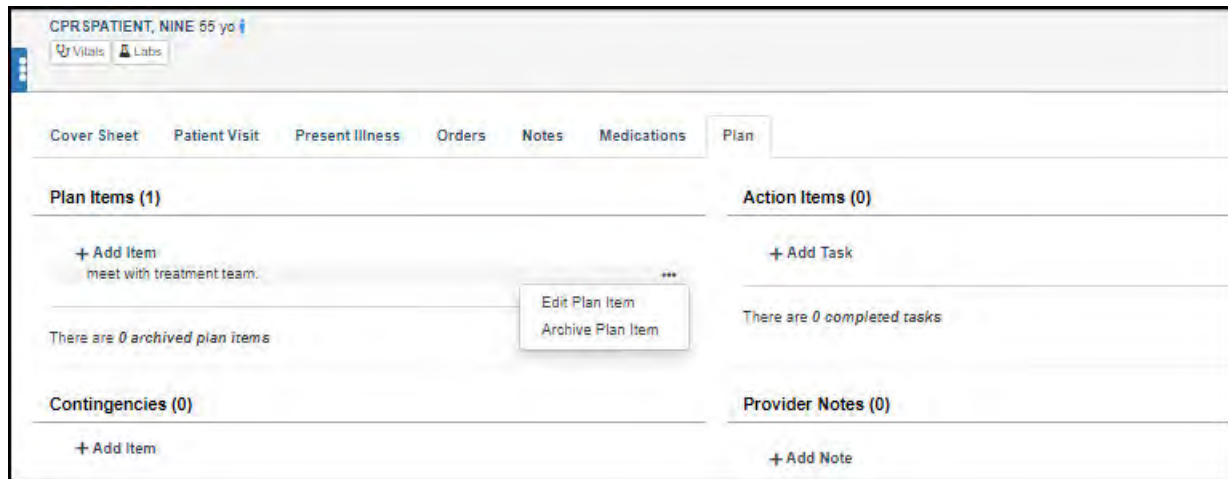 CPRSPATIENT, NINE 55 yo
Vitals Labs
Cover Sheet Patient Visit Present Illness Orders Notes Medications Plan
Plan Items (1)
+ Add Item
meet with treatment team.
...
Edit Plan Item
Archive Plan Item
There are 0 archived plan items
Action Items (0)
+ Add Task
There are 0 completed tasks
Contingencies (0)
+ Add Item
Provider Notes (0)
+ Add Note